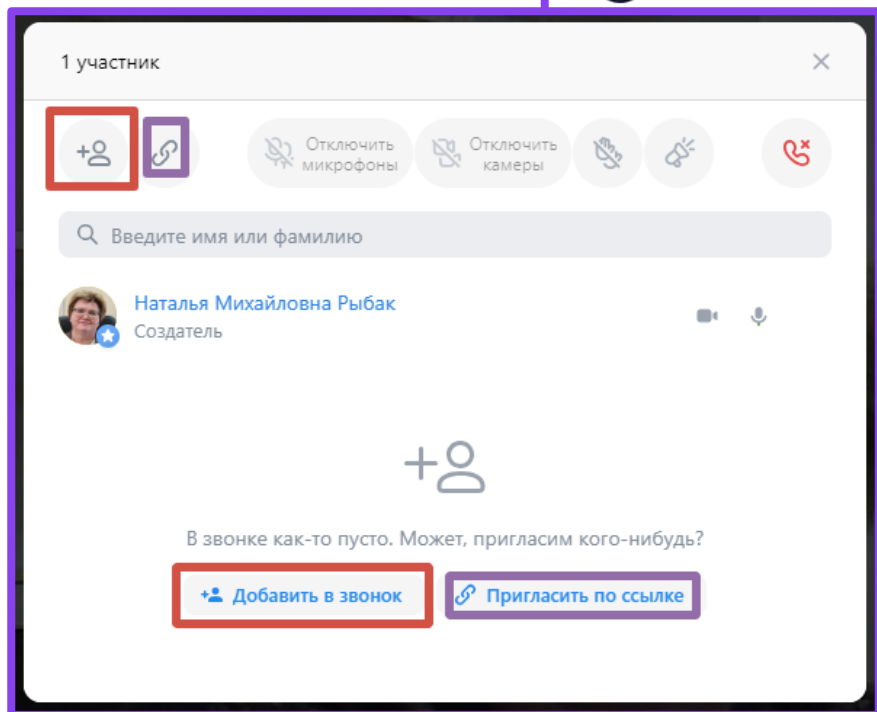 1 участник
Отключить
микрофоны
Отключить
камеры
Введите имя или фамилию
Наталья Михайловна Рыбак
Создатель
В звонке как-то пусто. Может, пригласим кого-нибудь?
Добавить в звонок
Пригласить по ссылке